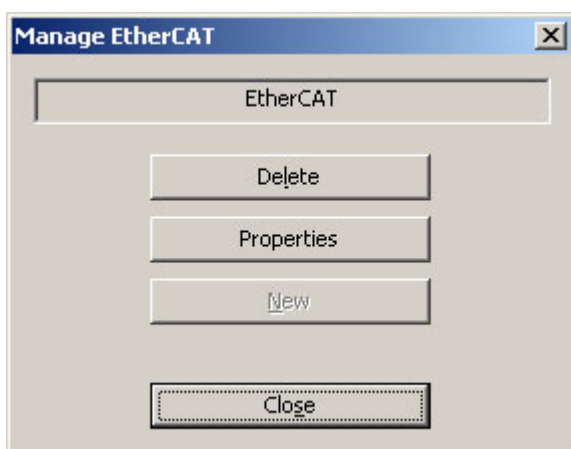 Manage EtherCAT
EtherCAT
Delete
Properties
New
Close